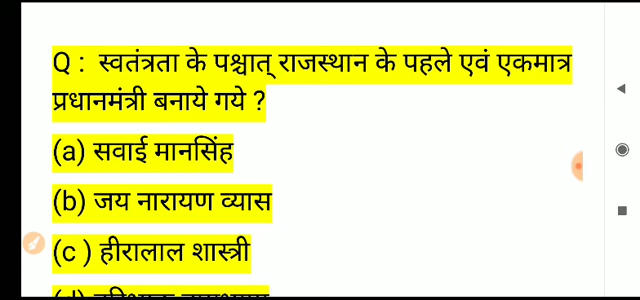 Q : स्वतंत्रता के पश्चात् राजस्थान के पहले एवं एकमात्र
प्रधानमंत्री बनाये गये ?
(a) सवाई मानसिंह
(b) जय नारायण व्यास
(c ) हीरालाल शास्त्री